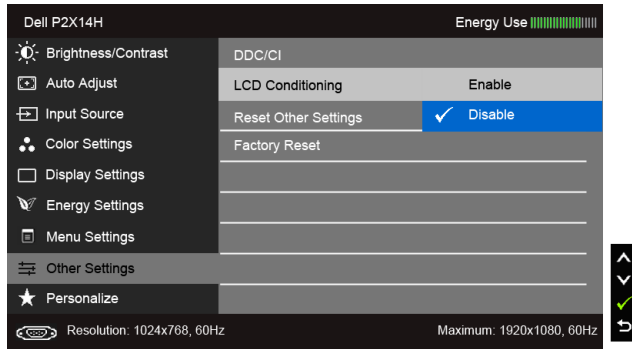 Dell P2X14H Energy Use
Brightness/Contrast DDC/CI
Auto Adjust LCD Conditioning Enable
Input Source Reset Other Settings Disable
Color Settings Factory Reset
Display Settings
Energy Settings
Menu Settings
Other Settings
Personalize
Resolution: 1024x768, 60Hz Maximum: 1920x1080, 60Hz